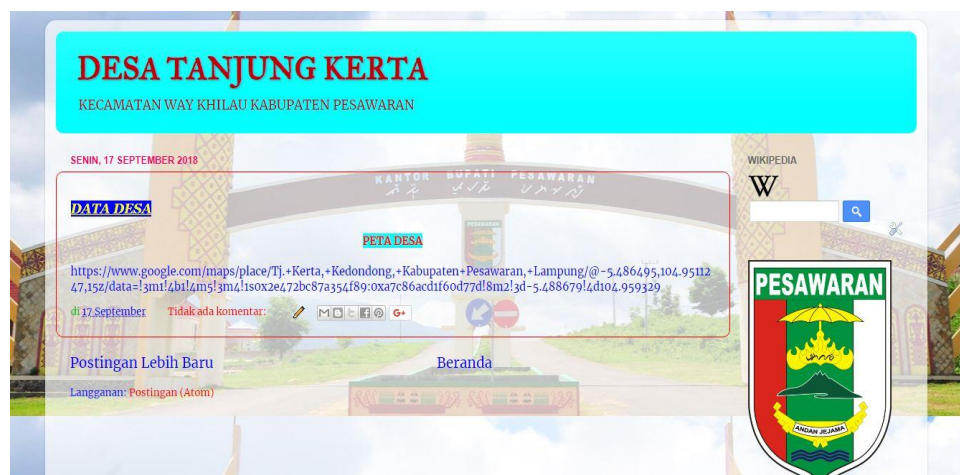 DESA TANJUNG KERTA
KECAMATAN WAY KHILAU KABUPATEN PESAWARAN
SENIN, 17 SEPTEMBER 2018
DATA DESA
PETA DESA
https://www.google.com/maps/place/Tj.+Kerta,+Kedondong,+Kabupaten+Pesawaran,+Lampung/@-5.486495,104.95112
47,15z/data=!3m1!4b1!4m5!3m4!1s0x2e472bc87a354f89:0xa7c86acd1f60d77d!8m2!3d-5.488679!4d104.959329
di 17 September Tidak ada komentar:
Postingan Lebih Baru Beranda
Langganan: Postingan (Atom)
KANTOR BUPATI PESAWARAN
WIKIPEDIA
W
PESAWARAN
ANDAN JEJAMA